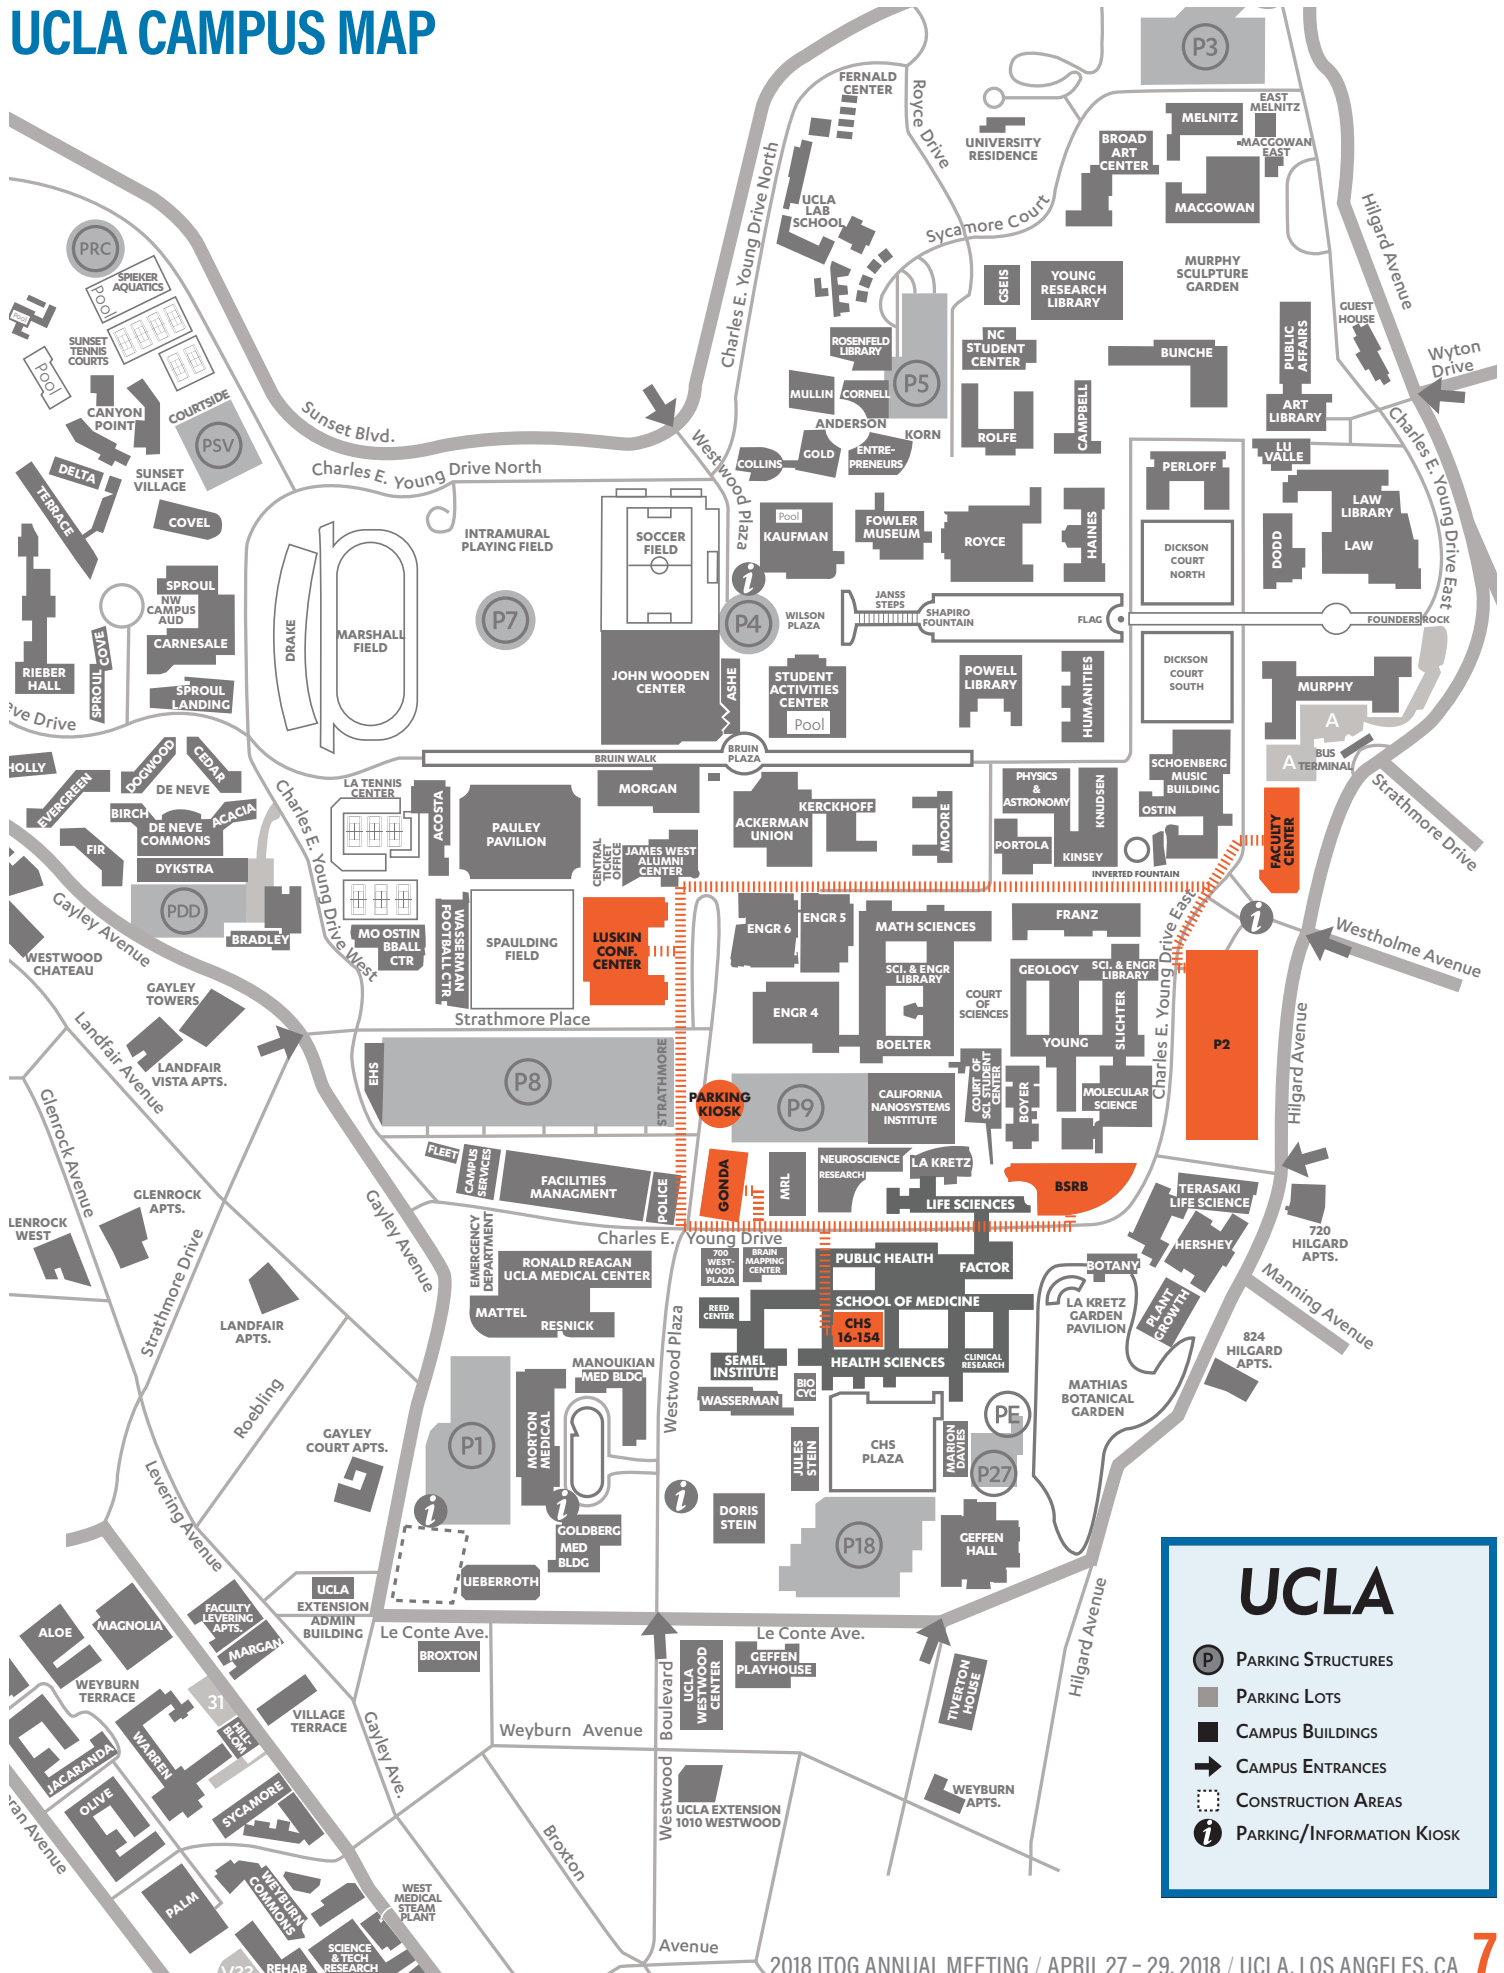 UCLA CAMPUS MAP
P3
FERNALD
CENTER
Royce Drive
UNIVERSITY
RESIDENCE
EAST
MELNITZ
MELNITZ
MACGOWAN
EAST
BROAD
ART
CENTER
MACGOWAN
Hilgard Avenue
Charles E. Young Drive North
UCLA
LAB
SCHOOL
Sycamore Court
MURPHY
SCULPTURE
GARDEN
PRC
SPIEKER
AQUATICS
Pool
Pool
Pool
SUNSET
TENNIS
COURTS
GSEIS
YOUNG
RESEARCH
LIBRARY
GUEST
HOUSE
PUBLIC
AFFAIRS
Wyton
Drive
ROSENFELD
LIBRARY
NC
STUDENT
CENTER
BUNCHE
P5
MULLIN
CORNELL
ANDERSON
KORN
GOLD
ENTRE-
PRENEURS
COLLINS
ROLFE
CAMPBELL
ART
LIBRARY
CANYON
POINT
COURTSIDE
PSV
Sunset Blvd.
Westwood Plaza
LU
VALLE
Charles E. Young Drive East
DELTA
SUNSET
VILLAGE
Charles E. Young Drive North
PERLOFF
TERRACE
COVEL
LAW
LIBRARY
LAW
INTRAMURAL
PLAYING FIELD
SOCCER
FIELD
Pool
KAUFMAN
FOWLER
MUSEUM
ROYCE
HAINES
DICKSON
COURT
NORTH
DODD
SPROUL
NW
CAMPUS
AUD
CARNESALE
P7
P4
WILSON
PLAZA
JANSS
STEPS
SHAPIRO
FOUNTAIN
FLAG
FOUNDERS ROCK
DRAKE
MARSHALL
FIELD
RIEBER
HALL
SPROUL COVE
SPROUL
LANDING
JOHN WOODEN
CENTER
ASHE
STUDENT
ACTIVITIES
CENTER
Pool
POWELL
LIBRARY
HUMANITIES
DICKSON
COURT
SOUTH
MURPHY
A
A
BUS
TERMINAL
eve Drive
BRUIN WALK
BRUIN
PLAZA
HOLLY
DOGWOOD
CEDAR
DE NEVE
EVERGREEN
BIRCH
ACACIA
DE NEVE
COMMONS
FIR
DYKSTRA
PDD
BRADLEY
Charles E. Young Drive West
LA TENNIS
CENTER
ACOSTA
PAULEY
PAVILION
MORGAN
CENTRAL
TICKET
OFFICE
JAMES WEST
ALUMNI
CENTER
ACKERMAN
UNION
KERCKHOFF
MOORE
PHYSICS
&
ASTRONOMY
KNUDSEN
PORTOLA
KINSEY
SCHOENBERG
MUSIC
BUILDING
OSTIN
INVERTED FOUNTAIN
FACULTY
CENTER
Strathmore Drive
Gayley Avenue
WESTWOOD
CHATEAU
MO OSTIN
BBALL
CTR
WASSERMAN
FOOTBALL CTR
SPAULDING
FIELD
LUSKIN
CONF.
CENTER
ENGR 6
ENGR 5
MATH SCIENCES
FRANZ
SCI. & ENGR
LIBRARY
GEOLOGY
SCI. & ENGR
LIBRARY
Charles E. Young Drive East
Westholme Avenue
GAYLEY
TOWERS
LANDFAIR
VISTA APTS.
Landfair Avenue
Strathmore Place
ENGR 4
BOELTER
COURT
OF
SCIENCES
YOUNG
SLICHTER
P2
Hilgard Avenue
EHS
P8
STRATHMORE
PARKING
KIOSK
P9
CALIFORNIA
NANOSYSTEMS
INSTITUTE
COURT OF
SCI. STUDENT
CENTER
BOYER
MOLECULAR
SCIENCE
Glenrock Avenue
FLEET
CAMPUS
SERVICES
FACILITIES
MANAGMENT
POLICE
GONDA
MRL
NEUROSCIENCE
RESEARCH
LA KRETZ
LIFE SCIENCES
BSRB
TERASAKI
LIFE SCIENCE
720
HILGARD
APTS.
GLENROCK
APTS.
LENROCK
WEST
Strathmore Drive
Gayley Avenue
LANDFAIR
APTS.
EMERGENCY
DEPARTMENT
Charles E. Young Drive
RONALD REAGAN
UCLA MEDICAL CENTER
MATTEL
RESNICK
700
WEST-
WOOD
PLAZA
BRAIN
MAPPING
CENTER
PUBLIC HEALTH
FACTOR
HERSHEY
BOTANY
PLANT
GROWTH
Manning Avenue
REED
CENTER
SCHOOL OF MEDICINE
CHS
16-154
LA KRETZ
GARDEN
PAVILION
824
HILGARD
APTS.
Westwood Plaza
SEMEL
INSTITUTE
HEALTH SCIENCES
CLINICAL
RESEARCH
MANOUKIAN
MED BLDG
WASSERMAN
BIO
CYC
MATHIAS
BOTANICAL
GARDEN
Roebling
GAYLEY
COURT APTS.
P1
MORTON
MEDICAL
JULES
STEIN
CHS
PLAZA
MARION
DAVIES
PE
P27
Levering Avenue
DORIS
STEIN
P18
GEFFEN
HALL
GOLDBERG
MED
BLDG
UEBERROTH
UCLA
EXTENSION
ADMIN
BUILDING
Le Conte Ave.
Le Conte Ave.
Hilgard Avenue
ALOE
MAGNOLIA
FACULTY
LEVERING
APTS.
MARGAN
BROXTON
UCLA
WESTWOOD
CENTER
GEFFEN
PLAYHOUSE
TIVERTON
HOUSE
WEYBURN
TERRACE
31
HILL-
BLOM
VILLAGE
TERRACE
Gayley Ave.
Weyburn Avenue
Westwood Boulevard
JACARANDA
WARREN
OLIVE
SYCAMORE
UCLA EXTENSION
1010 WESTWOOD
WEYBURN
APTS.
eran Avenue
Broxton
PALM
WEYBURN
COMMONS
WEST
MEDICAL
STEAM
PLANT
SCIENCE
& TECH
RESEARCH
REHAB
V32
Avenue
UCLA
P PARKING STRUCTURES
PARKING LOTS
CAMPUS BUILDINGS
CAMPUS ENTRANCES
CONSTRUCTION AREAS
i PARKING/INFORMATION KIOSK
2018 ITOG ANNUAL MEETING / APRIL 27 – 29, 2018 / UCLA, LOS ANGELES, CA 7